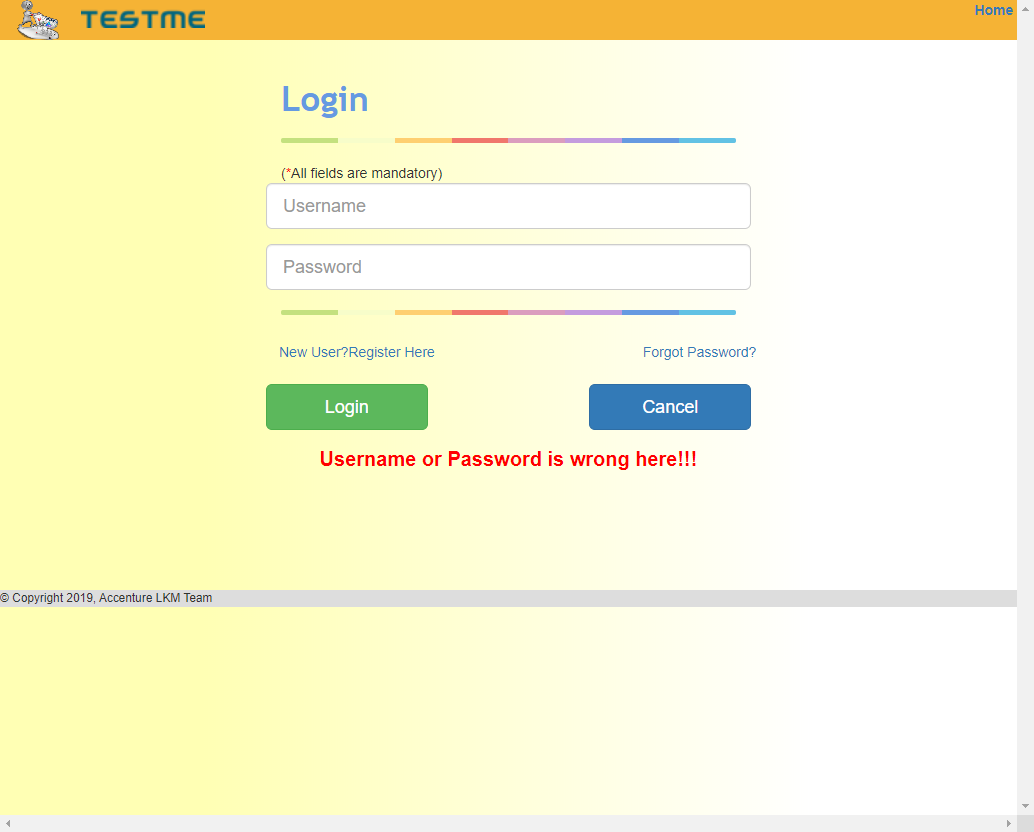 TESTME
Home
Login
(*All fields are mandatory)
Username
Password
New User?Register Here
Forgot Password?
Login
Cancel
Username or Password is wrong here!!!
© Copyright 2019, Accenture LKM Team